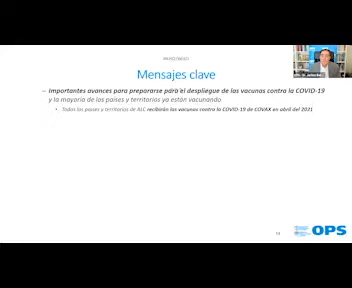 Mensajes clave
– Importantes avances para prepararse para el despliegue de las vacunas contra la COVID-19
y la mayoría de los países y territorios ya están vacunando
• Todos los países y territorios de ALC recibirán las vacunas contra la COVID-19 de COVAX en abril del 2021
14
OPS